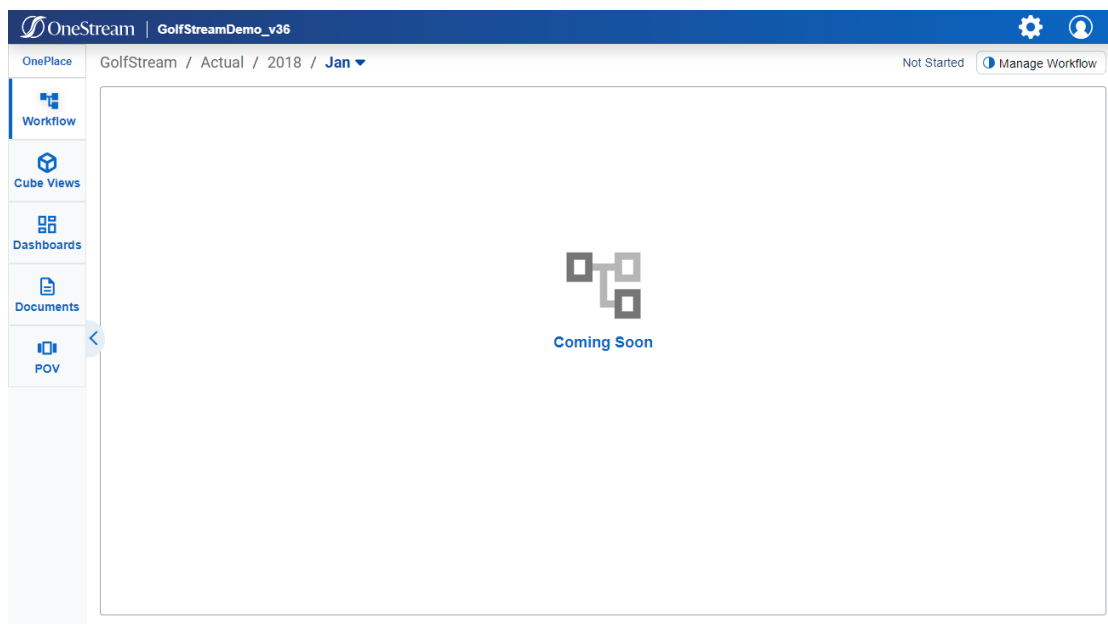 OneStream | GolfStreamDemo_v36
OnePlace
GolfStream / Actual / 2018 / Jan
Not Started
Manage Workflow
Workflow
Cube Views
Dashboards
Documents
POV
Coming Soon